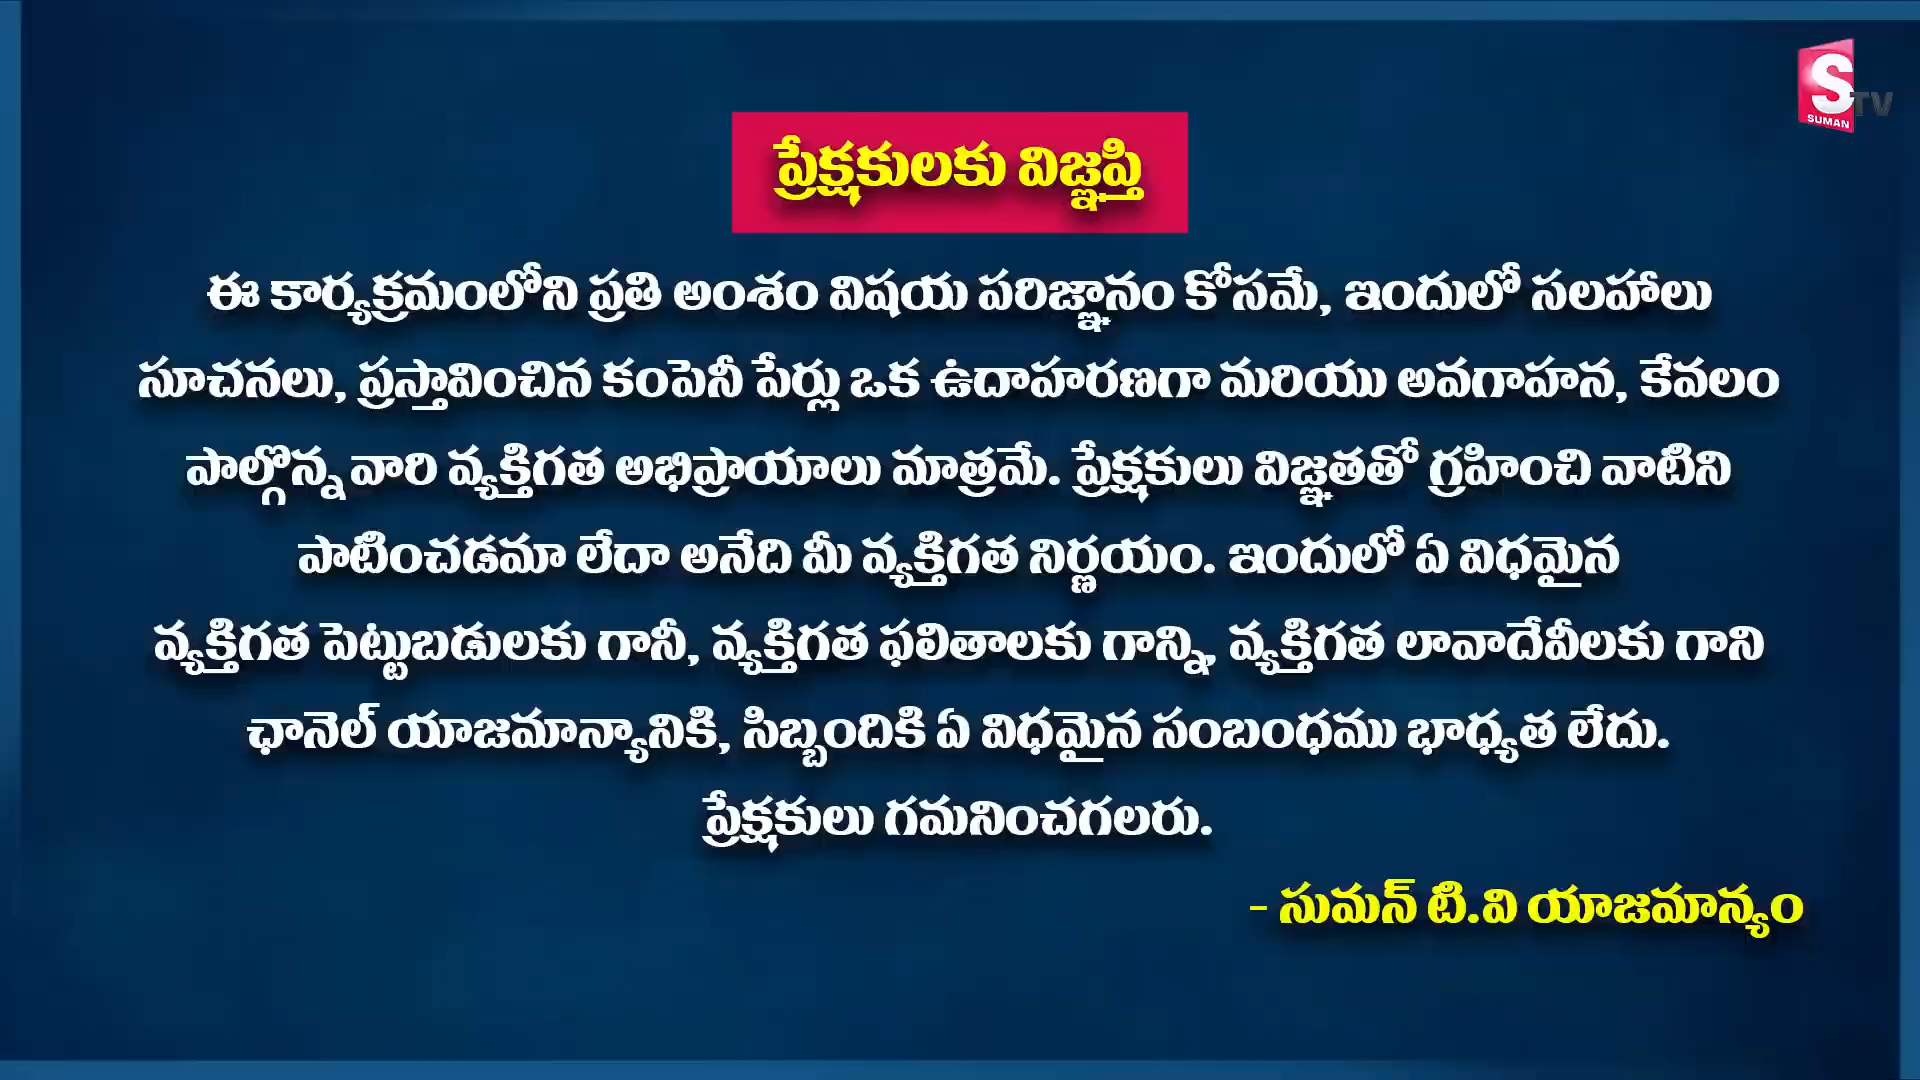 S TV
SUMAN
ప్రేక్షకులకు విజ్ఞప్తి
ఈ కార్యక్రమంలోని ప్రతి అంశం విషయ పరిజ్ఞానం కోసమే, ఇందులో సలహాలు
సూచనలు, ప్రస్తావించిన కంపెనీ పేర్లు ఒక ఉదాహరణగా మరియు అవగాహన, కేవలం
పాల్గొన్న వారి వ్యక్తిగత అభిప్రాయాలు మాత్రమే. ప్రేక్షకులు విజ్ఞతతో గ్రహించి వాటిని
పాటించడమా లేదా అనేది మీ వ్యక్తిగత నిర్ణయం. ఇందులో ఏ విధమైన
వ్యక్తిగత పెట్టుబడులకు గానీ, వ్యక్తిగత ఫలితాలకు గాన్ని, వ్యక్తిగత లావాదేవీలకు గాని
ఛానెల్ యాజమాన్యానికి, సిబ్బందికి ఏ విధమైన సంబంధము భాధ్యత లేదు.
ప్రేక్షకులు గమనించగలరు.
- సుమన్ టి.వి యాజమాన్యం